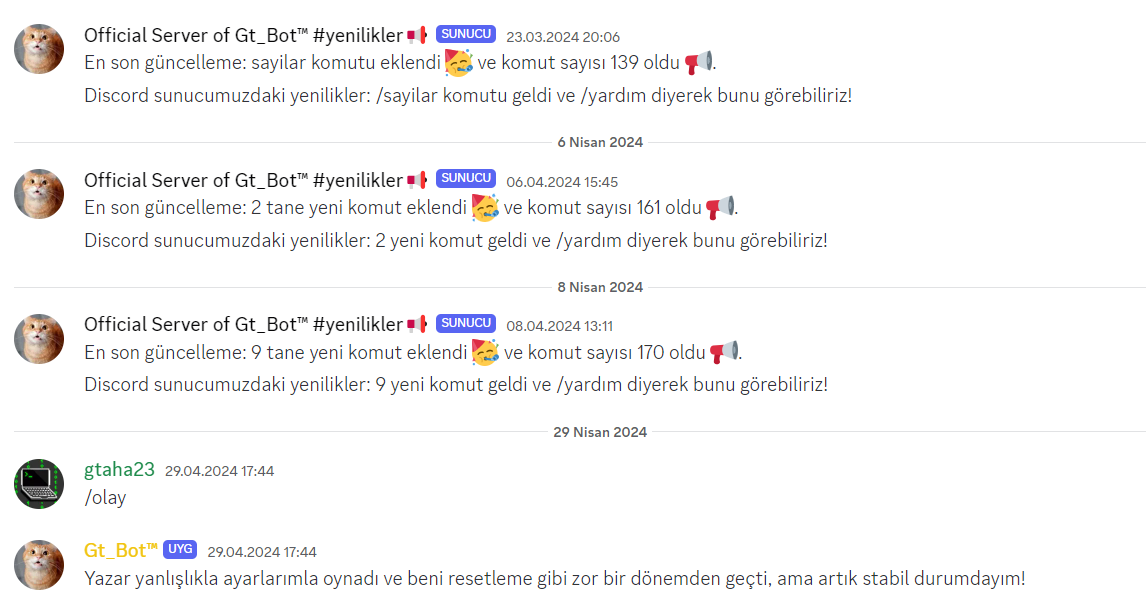 Official Server of Gt_Bot™ #yenilikler📢 SUNUCU 23.03.2024 20:06
En son güncelleme: sayilar komutu eklendi🥳 ve komut sayısı 139 oldu 📢.
Discord sunucumuzdaki yenilikler: /sayilar komutu geldi ve /yardım diyerek bunu görebiliriz!
6 Nisan 2024
Official Server of Gt_Bot™ #yenilikler📢 SUNUCU 06.04.2024 15:45
En son güncelleme: 2 tane yeni komut eklendi🥳 ve komut sayısı 161 oldu 📢.
Discord sunucumuzdaki yenilikler: 2 yeni komut geldi ve /yardım diyerek bunu görebiliriz!
8 Nisan 2024
Official Server of Gt_Bot™ #yenilikler📢 SUNUCU 08.04.2024 13:11
En son güncelleme: 9 tane yeni komut eklendi🥳 ve komut sayısı 170 oldu 📢.
Discord sunucumuzdaki yenilikler: 9 yeni komut geldi ve /yardım diyerek bunu görebiliriz!
29 Nisan 2024
gtaha23 29.04.2024 17:44
/olay
Gt_Bot™ UYG 29.04.2024 17:44
Yazar yanlışlıkla ayarlarımla oynadı ve beni resetleme gibi zor bir dönemden geçti, ama artık stabil durumdayım!